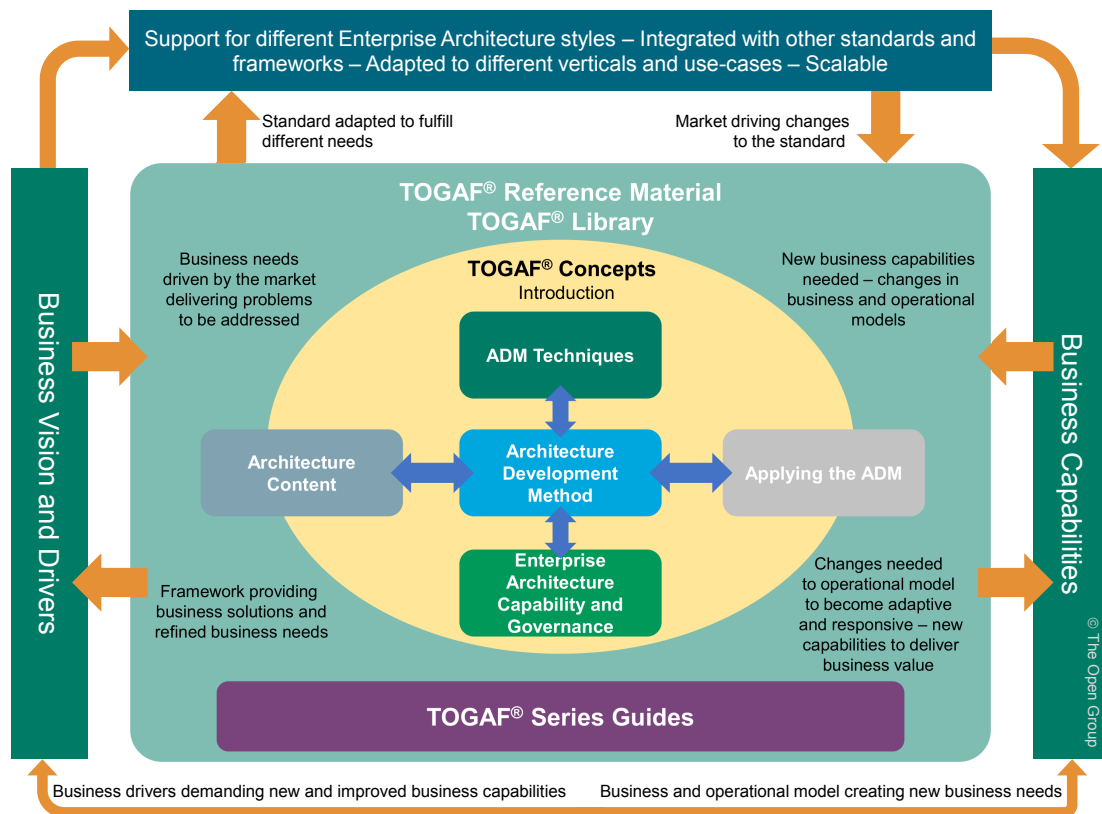 Support for different Enterprise Architecture styles – Integrated with other standards and
frameworks – Adapted to different verticals and use-cases – Scalable
Standard adapted to fulfill
different needs
Market driving changes
to the standard
TOGAF® Reference Material
TOGAF® Library
Business Vision and Drivers
Business needs
driven by the market
delivering problems
to be addressed
TOGAF® Concepts
Introduction
New business capabilities
needed – changes in
business and operational
models
Business Capabilities
ADM Techniques
Architecture
Content
Architecture
Development
Method
Applying the ADM
Enterprise
Architecture
Capability and
Governance
Framework providing
business solutions and
refined business needs
Changes needed
to operational model
to become adaptive
and responsive – new
capabilities to deliver
business value
TOGAF® Series Guides
© The Open Group
Business drivers demanding new and improved business capabilities
Business and operational model creating new business needs